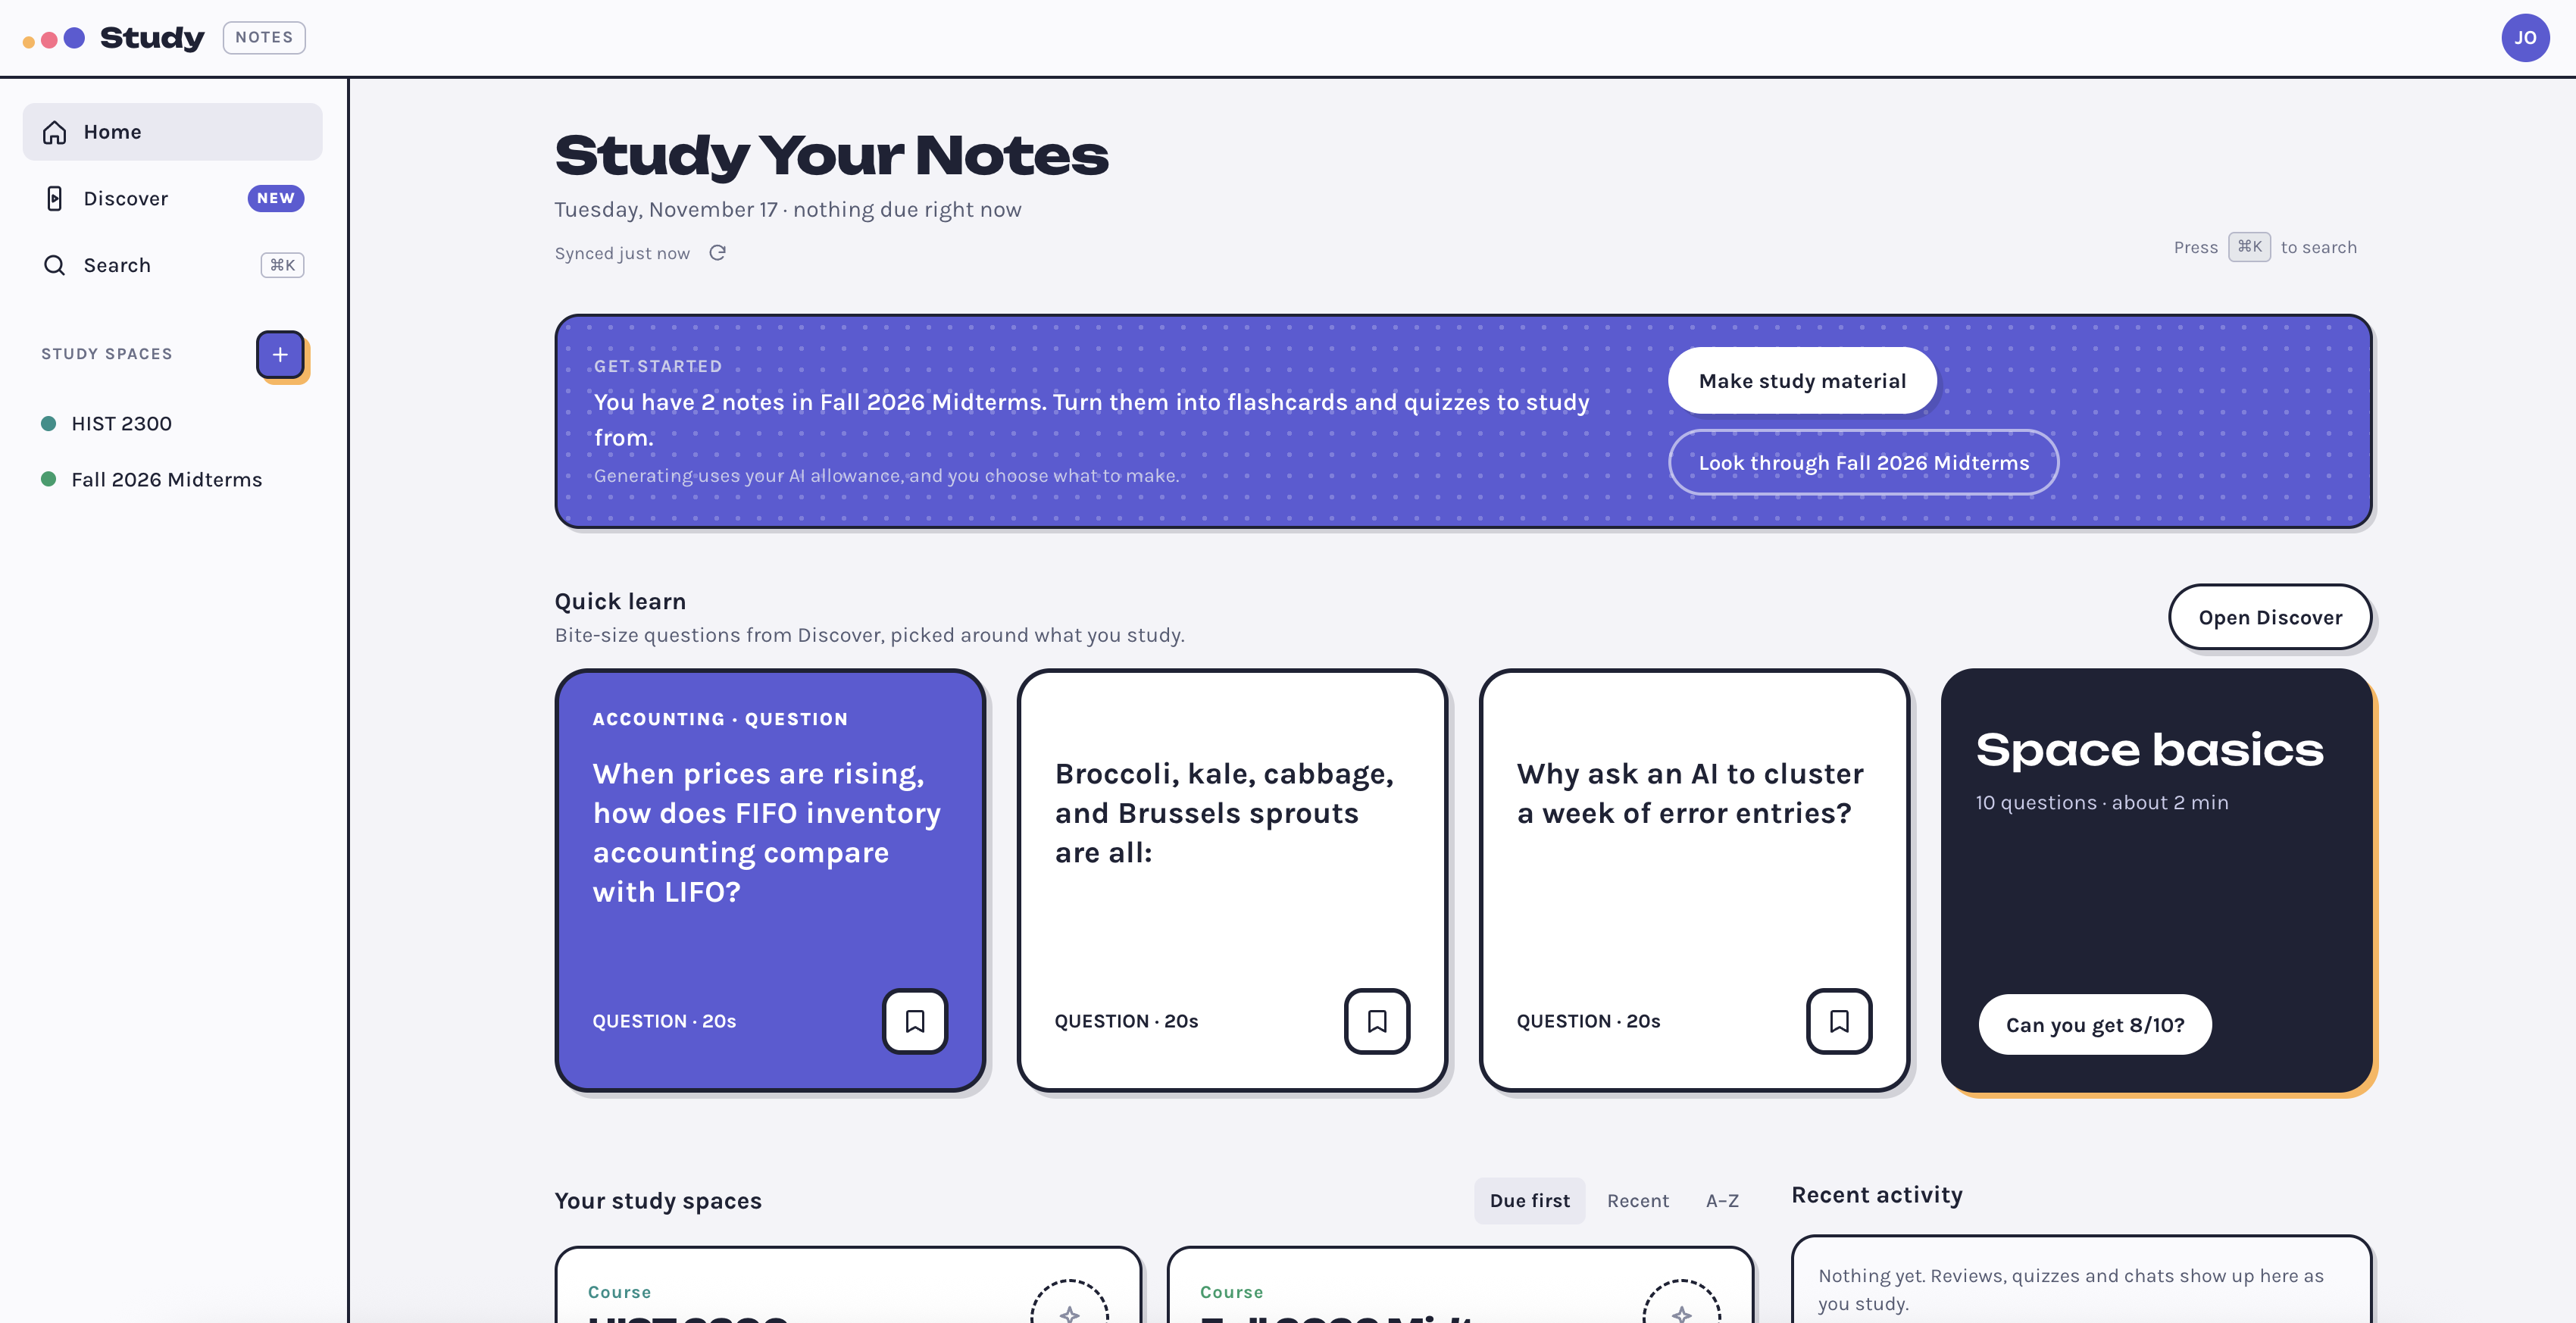 Study NOTES
JO
Home
Discover NEW
Search ⌘K
STUDY SPACES
HIST 2300
Fall 2026 Midterms
Study Your Notes
Tuesday, November 17 · nothing due right now
Synced just now
Press ⌘K to search
GET STARTED
You have 2 notes in Fall 2026 Midterms. Turn them into flashcards and quizzes to study
from.
Generating uses your AI allowance, and you choose what to make.
Make study material
Look through Fall 2026 Midterms
Quick learn
Bite-size questions from Discover, picked around what you study.
Open Discover
ACCOUNTING · QUESTION
When prices are rising,
how does FIFO inventory
accounting compare
with LIFO?
QUESTION · 20s
Broccoli, kale, cabbage,
and Brussels sprouts
are all:
QUESTION · 20s
Why ask an AI to cluster
a week of error entries?
QUESTION · 20s
Space basics
10 questions · about 2 min
Can you get 8/10?
Your study spaces
Due first Recent A–Z
Course
HIST 2300
Course
Recent activity
Nothing yet. Reviews, quizzes and chats show up here as
you study.